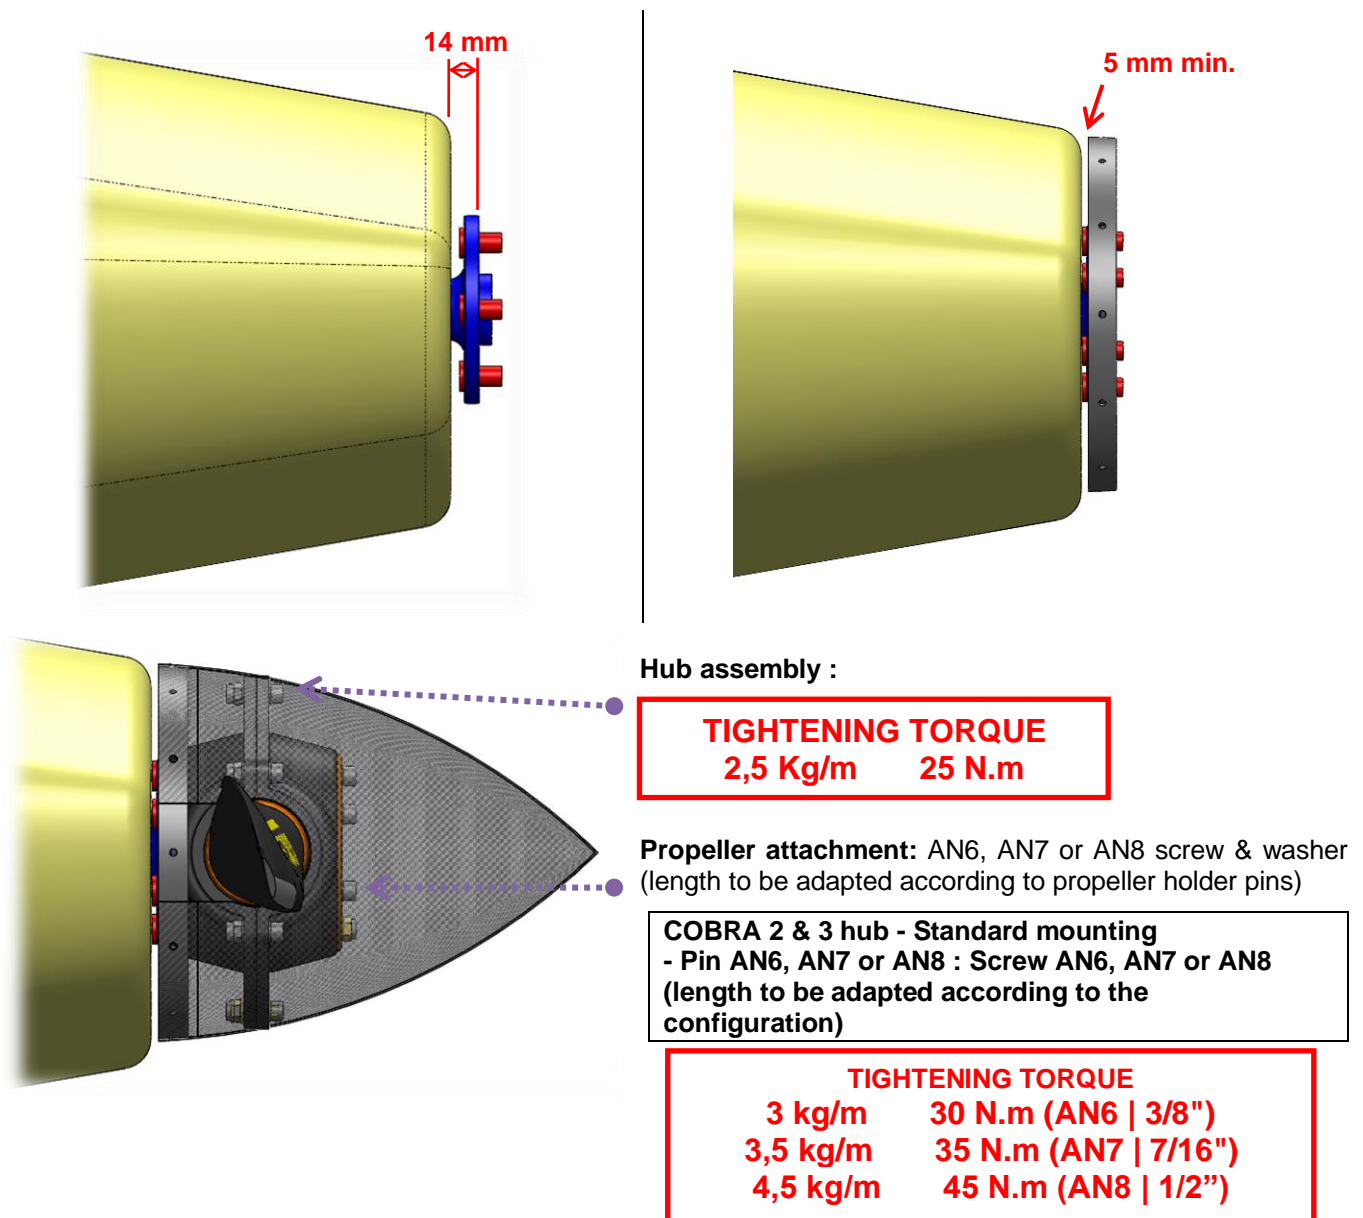 14 mm
5 mm min.
Hub assembly :
TIGHTENING TORQUE
2,5 Kg/m 25 N.m
Propeller attachment: AN6, AN7 or AN8 screw & washer
(length to be adapted according to propeller holder pins)
COBRA 2 & 3 hub - Standard mounting
- Pin AN6, AN7 or AN8 : Screw AN6, AN7 or AN8
(length to be adapted according to the
configuration)
TIGHTENING TORQUE
3 kg/m 30 N.m (AN6 | 3/8")
3,5 kg/m 35 N.m (AN7 | 7/16")
4,5 kg/m 45 N.m (AN8 | 1/2”)